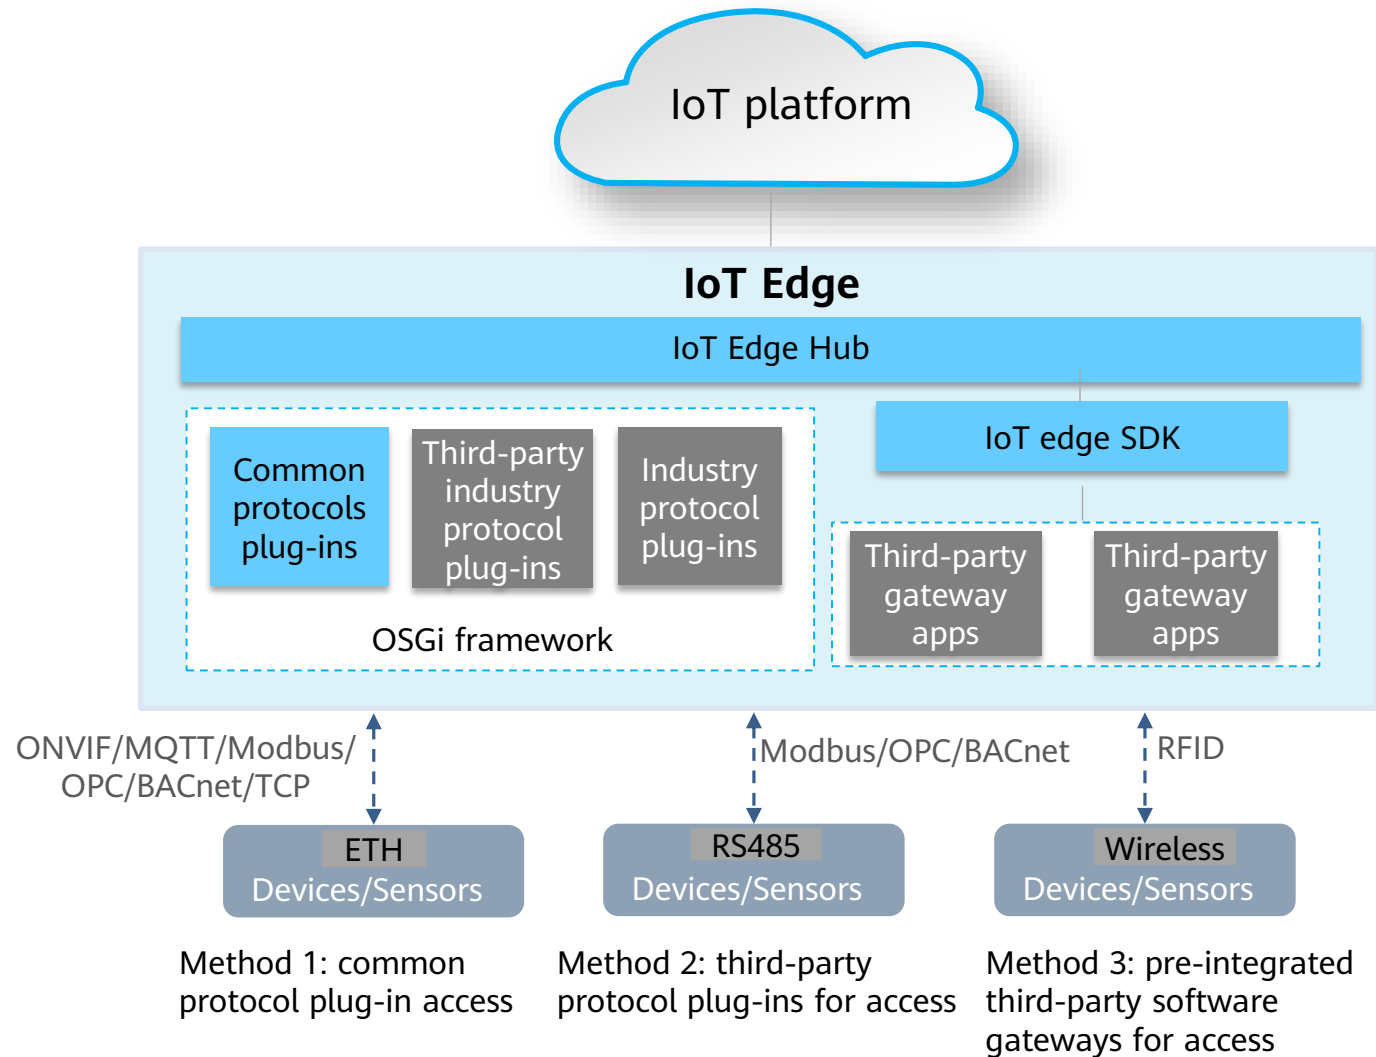 IoT platform
IoT Edge
IoT Edge Hub
Common
protocols
plug-ins
Third-party
industry
protocol
plug-ins
Industry
protocol
plug-ins
OSGi framework
IoT edge SDK
Third-party
gateway
apps
Third-party
gateway
apps
ONVIF/MQTT/Modbus/
OPC/BACnet/TCP
Modbus/OPC/BACnet
RFID
ETH
Devices/Sensors
RS485
Devices/Sensors
Wireless
Devices/Sensors
Method 1: common
protocol plug-in access
Method 2: third-party
protocol plug-ins for access
Method 3: pre-integrated
third-party software
gateways for access